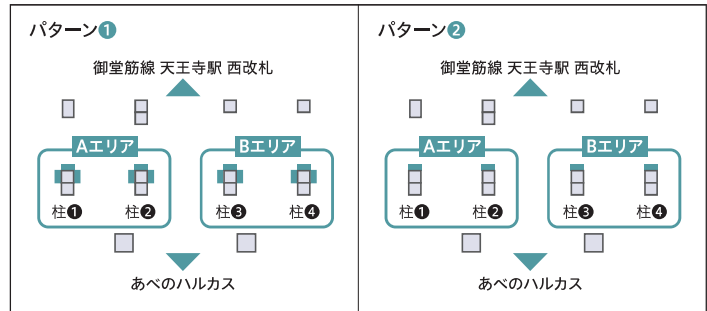 パターン❶
御堂筋線 天王寺駅 西改札
Aエリア
Bエリア
柱❶
柱❷
柱❸
柱❹
あべのハルカス
パターン❷
御堂筋線 天王寺駅 西改札
Aエリア
Bエリア
柱❶
柱❷
柱❸
柱❹
あべのハルカス